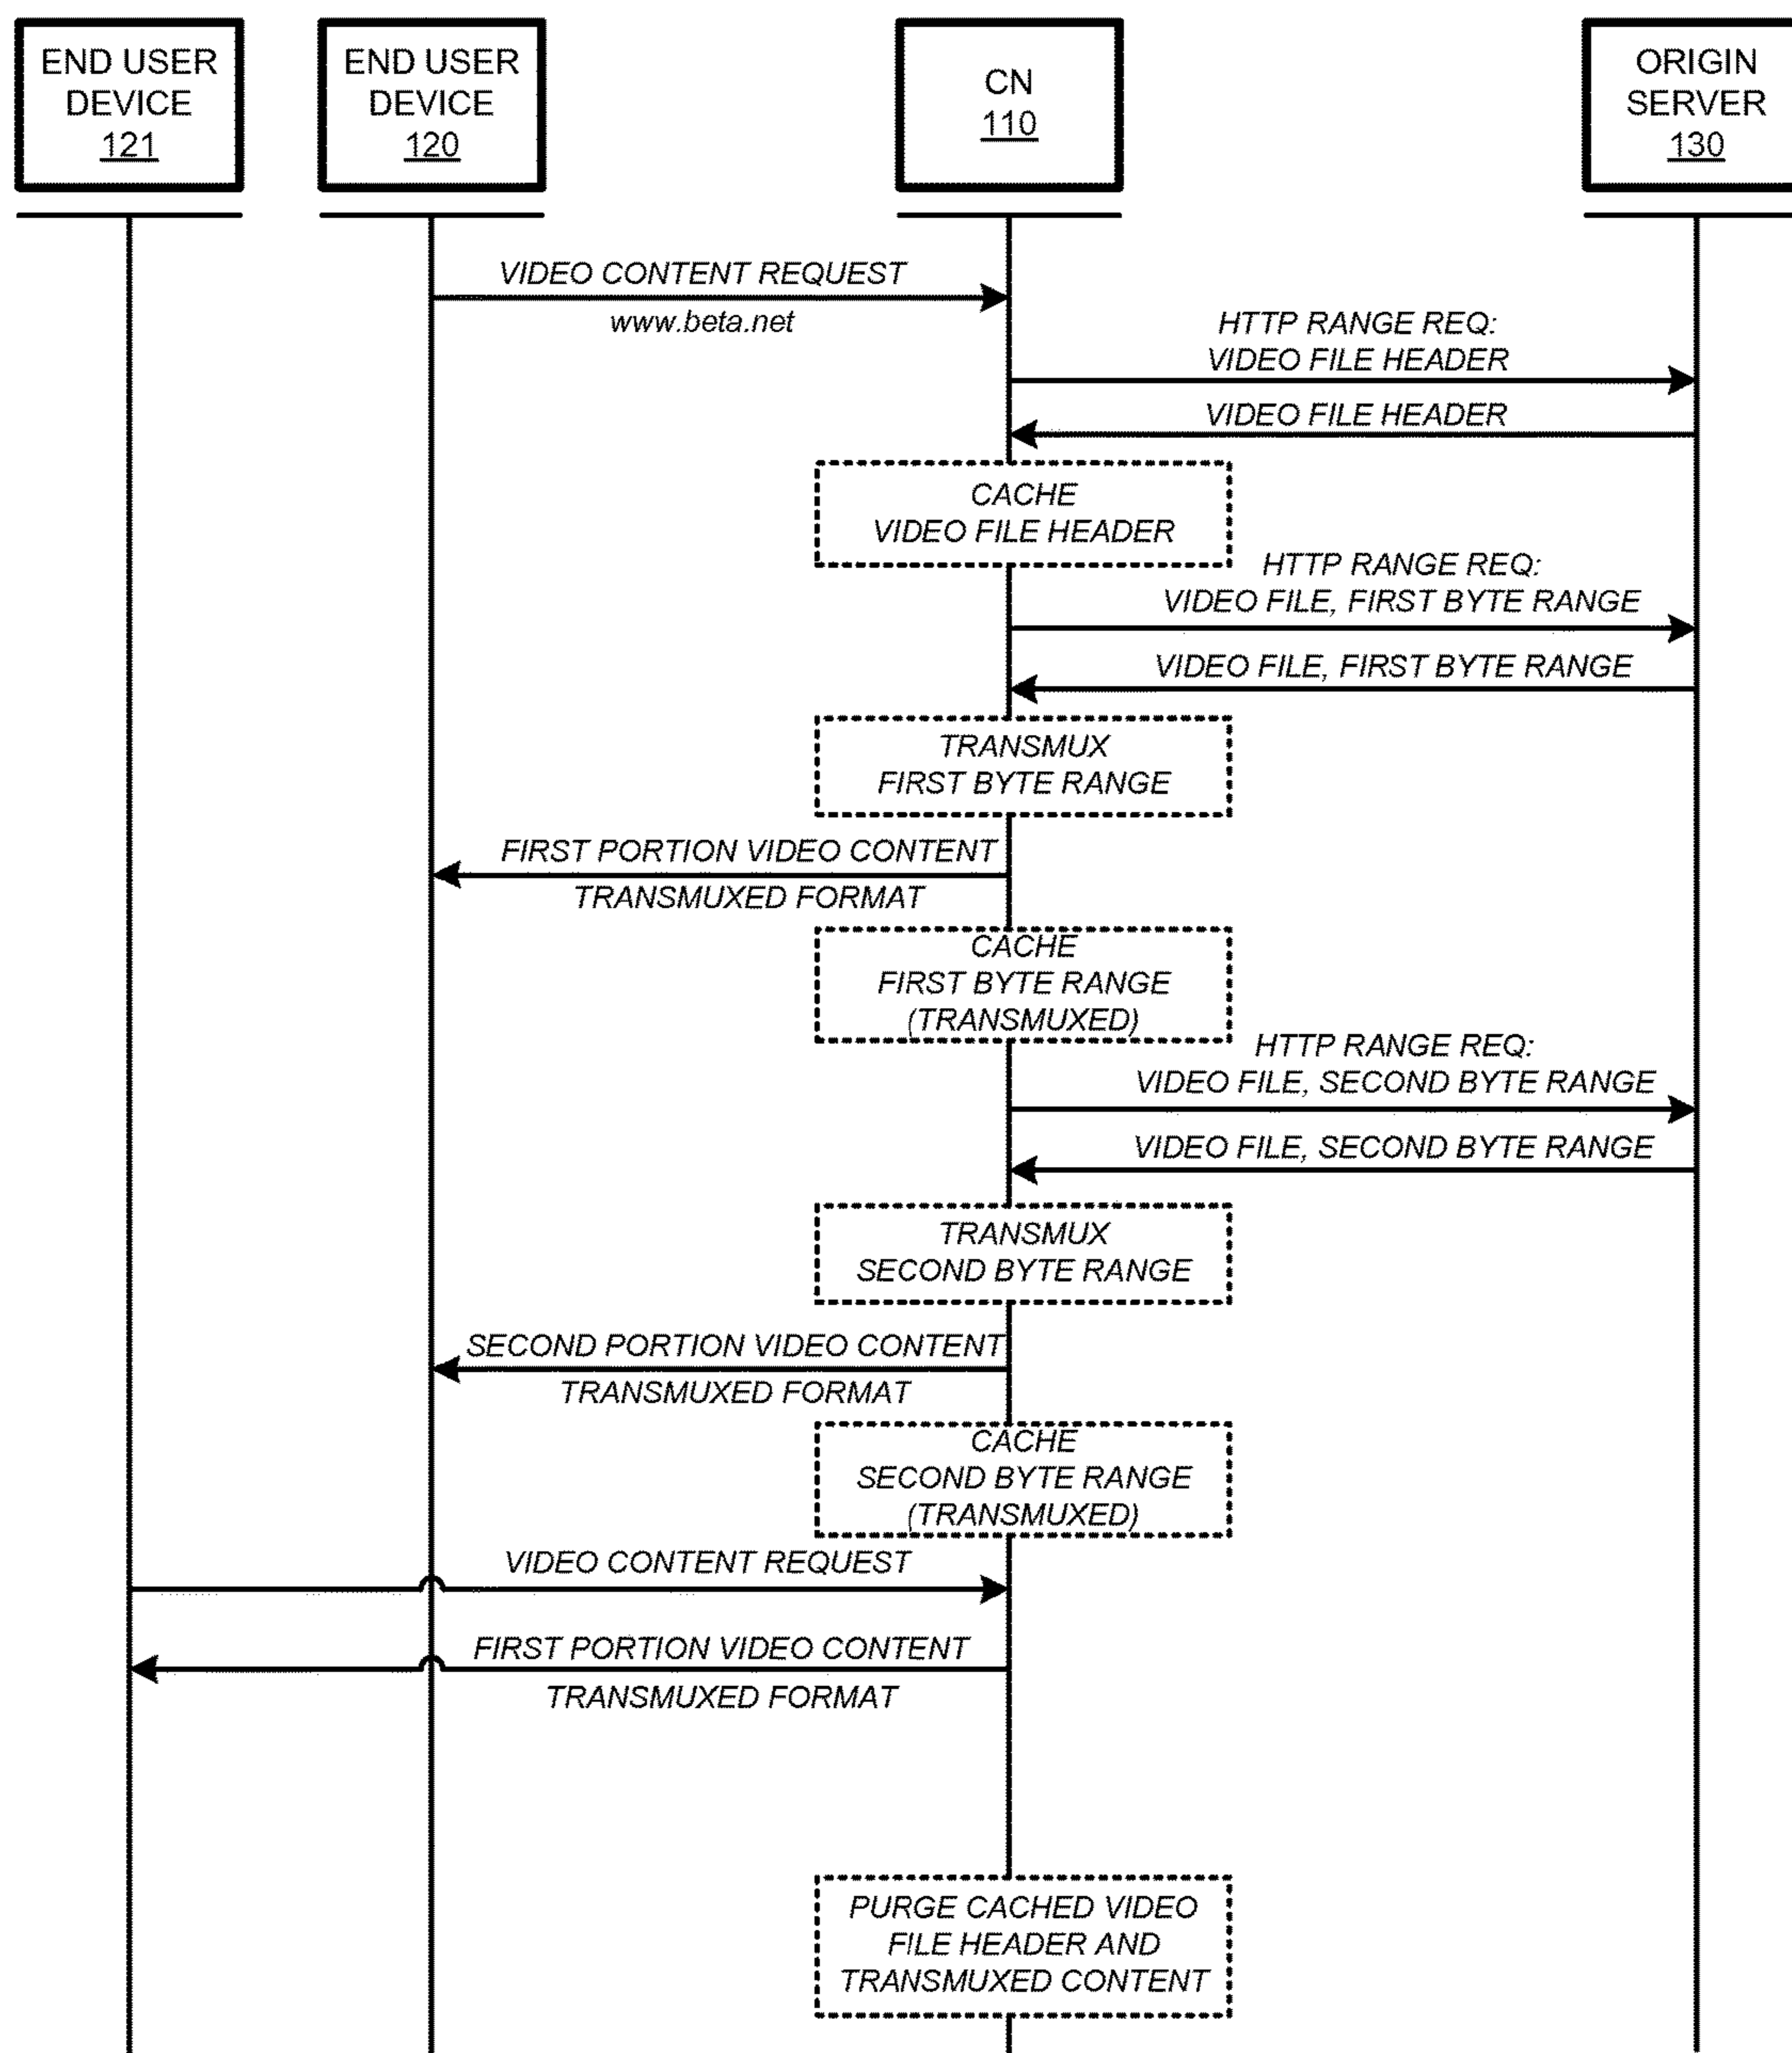 END USER
DEVICE
121
END USER
DEVICE
120
CN
110
ORIGIN
SERVER
130
VIDEO CONTENT REQUEST
www.beta.net
HTTP RANGE REQ:
VIDEO FILE HEADER
VIDEO FILE HEADER
CACHE
VIDEO FILE HEADER
HTTP RANGE REQ:
VIDEO FILE, FIRST BYTE RANGE
VIDEO FILE, FIRST BYTE RANGE
TRANSMUX
FIRST BYTE RANGE
FIRST PORTION VIDEO CONTENT
TRANSMUXED FORMAT
CACHE
FIRST BYTE RANGE
(TRANSMUXED)
HTTP RANGE REQ:
VIDEO FILE, SECOND BYTE RANGE
VIDEO FILE, SECOND BYTE RANGE
TRANSMUX
SECOND BYTE RANGE
SECOND PORTION VIDEO CONTENT
TRANSMUXED FORMAT
CACHE
SECOND BYTE RANGE
(TRANSMUXED)
VIDEO CONTENT REQUEST
FIRST PORTION VIDEO CONTENT
TRANSMUXED FORMAT
PURGE CACHED VIDEO
FILE HEADER AND
TRANSMUXED CONTENT